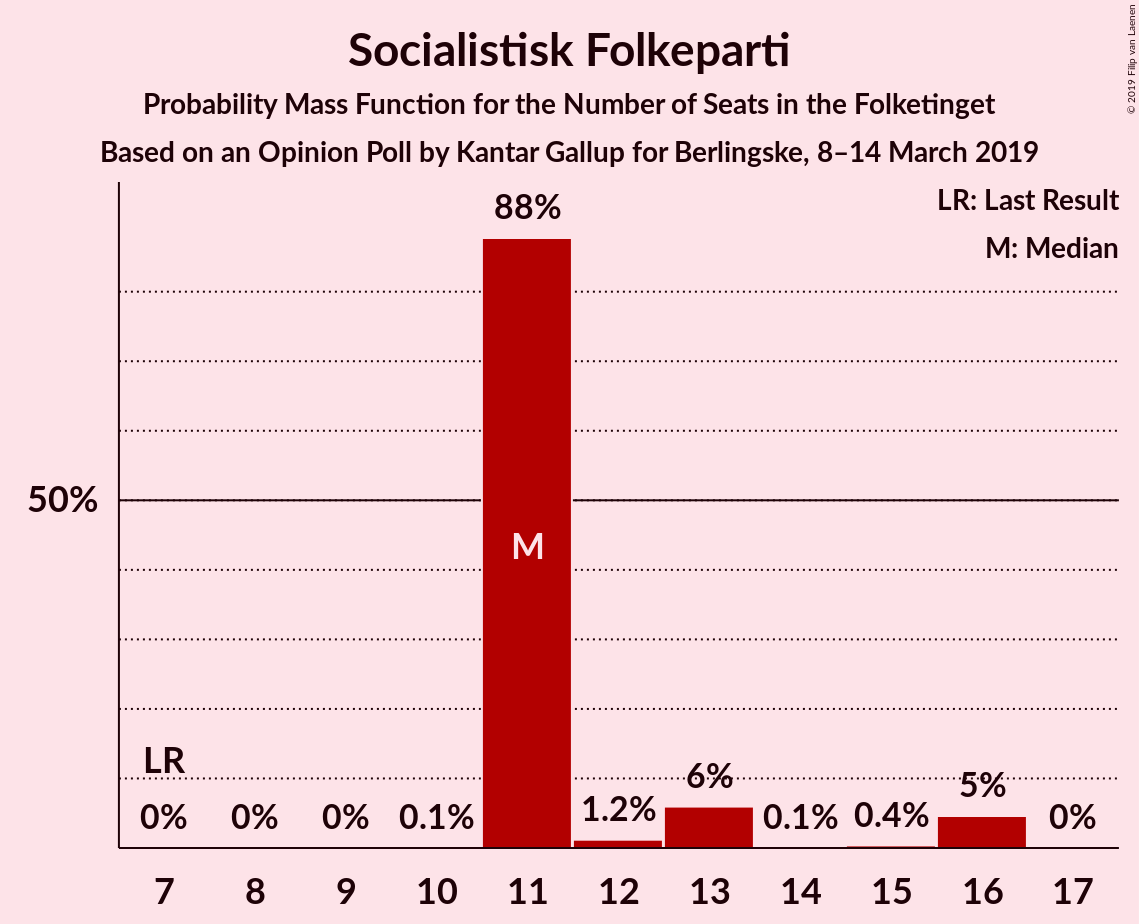 Socialistisk Folkeparti
Probability Mass Function for the Number of Seats in the Folketinget
Based on an Opinion Poll by Kantar Gallup for Berlingske, 8–14 March 2019
© 2019 Filip van Laenen
LR: Last Result
M: Median
88%
50%
M
LR
0%
0%
0%
0.1%
1.2%
6%
0.1%
0.4%
5%
0%
7 8 9 10 11 12 13 14 15 16 17